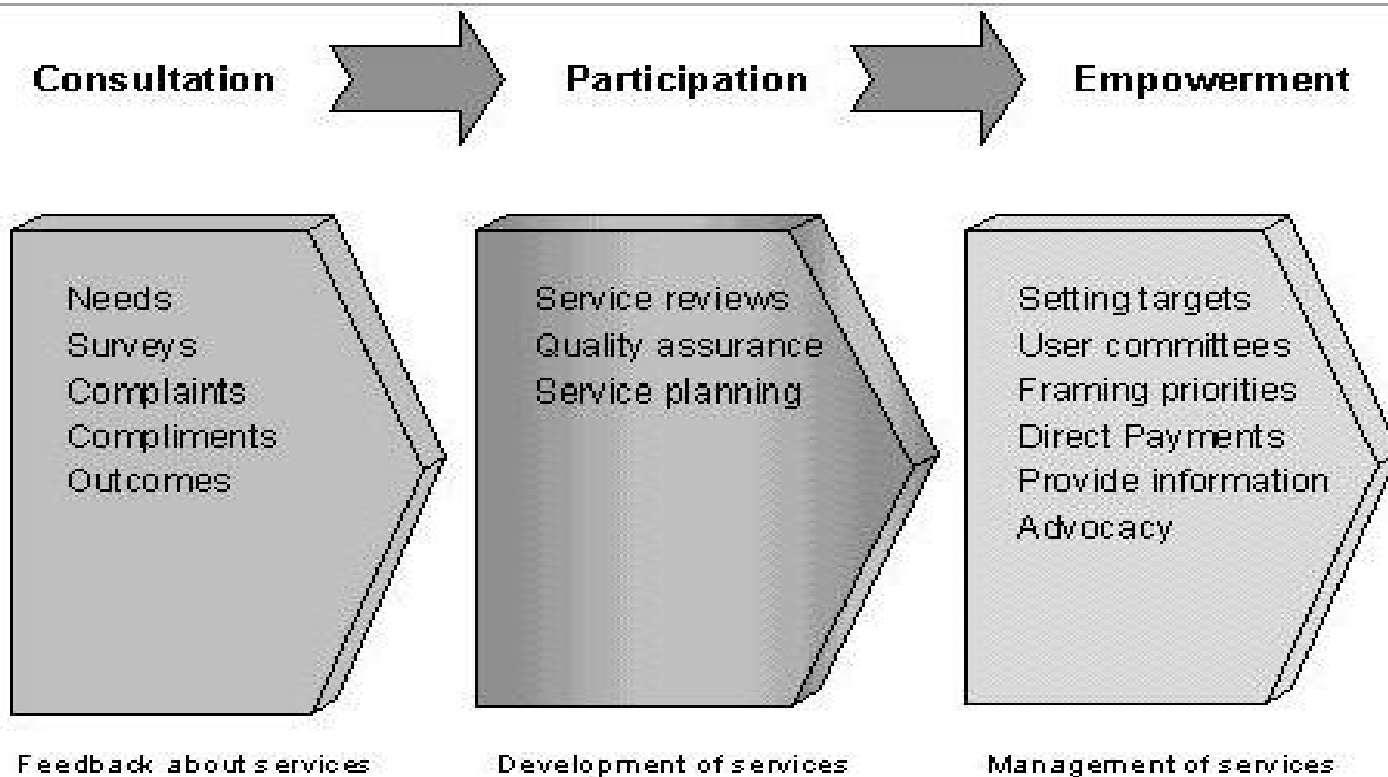 Consultation
Participation
Empowerment
Needs
Surveys
Complaints
Compliments
Outcomes
Service reviews
Quality assurance
Service planning
Setting targets
User committees
Framing priorities
Direct Payments
Provide information
Advocacy
Feedback about services
Development of services
Management of services